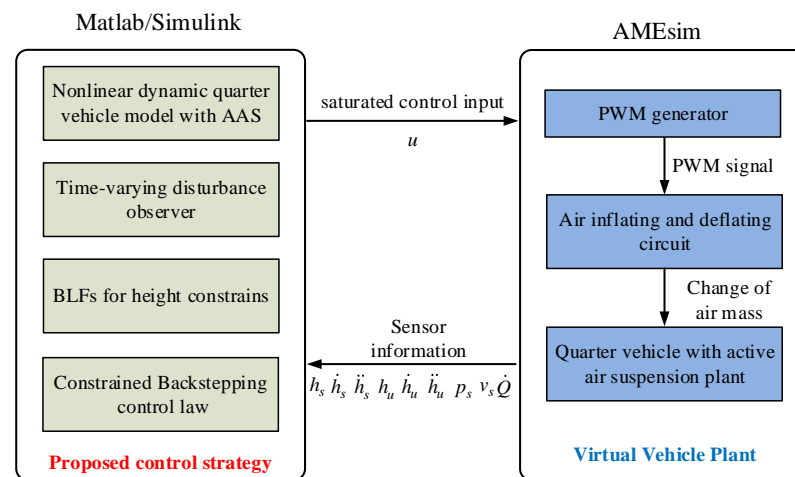 Matlab/Simulink
Nonlinear dynamic quarter
vehicle model with AAS
Time-varying disturbance
observer
BLFs for height constrains
Constrained Backstepping
control law
Proposed control strategy
saturated control input
u
Sensor
information
h_s ḣ_s ḧ_s h_u ḣ_u ḧ_u p_s v_s Q̇
AMEsim
PWM generator
PWM signal
Air inflating and deflating
circuit
Change of
air mass
Quarter vehicle with active
air suspension plant
Virtual Vehicle Plant